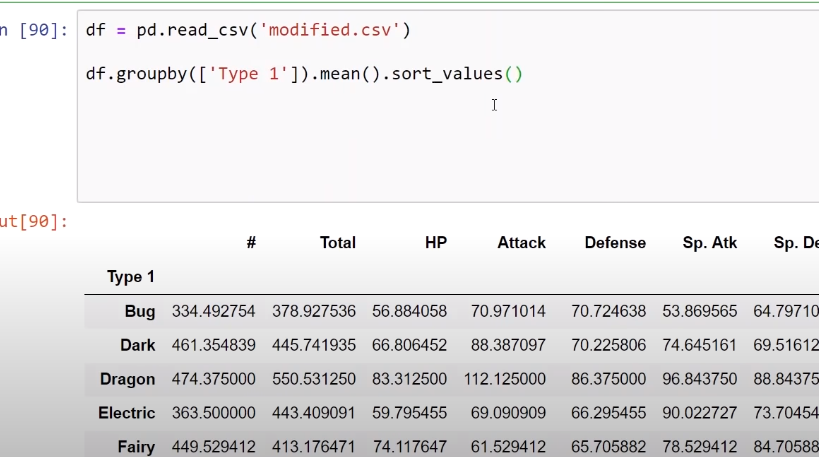 n [90]: df = pd.read_csv('modified.csv')
df.groupby(['Type 1']).mean().sort_values()
ut[90]:
# Total HP Attack Defense Sp. Atk Sp. De
Type 1
Bug 334.492754 378.927536 56.884058 70.971014 70.724638 53.869565 64.79710
Dark 461.354839 445.741935 66.806452 88.387097 70.225806 74.645161 69.51612
Dragon 474.375000 550.531250 83.312500 112.125000 86.375000 96.843750 88.84375
Electric 363.500000 443.409091 59.795455 69.090909 66.295455 90.022727 73.70454
Fairy 449.529412 413.176471 74.117647 61.529412 65.705882 78.529412 84.70588